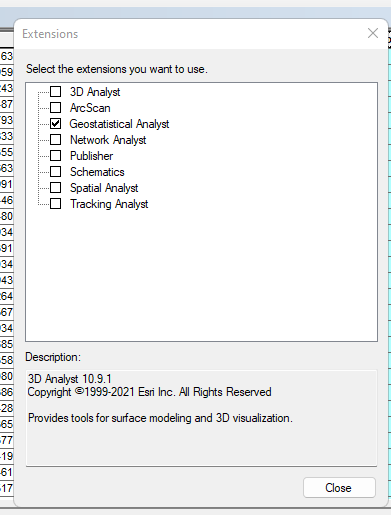 Extensions
Select the extensions you want to use.
3D Analyst
ArcScan
Geostatistical Analyst
Network Analyst
Publisher
Schematics
Spatial Analyst
Tracking Analyst
Description:
3D Analyst 10.9.1
Copyright ©1999-2021 Esri Inc. All Rights Reserved
Provides tools for surface modeling and 3D visualization.
Close